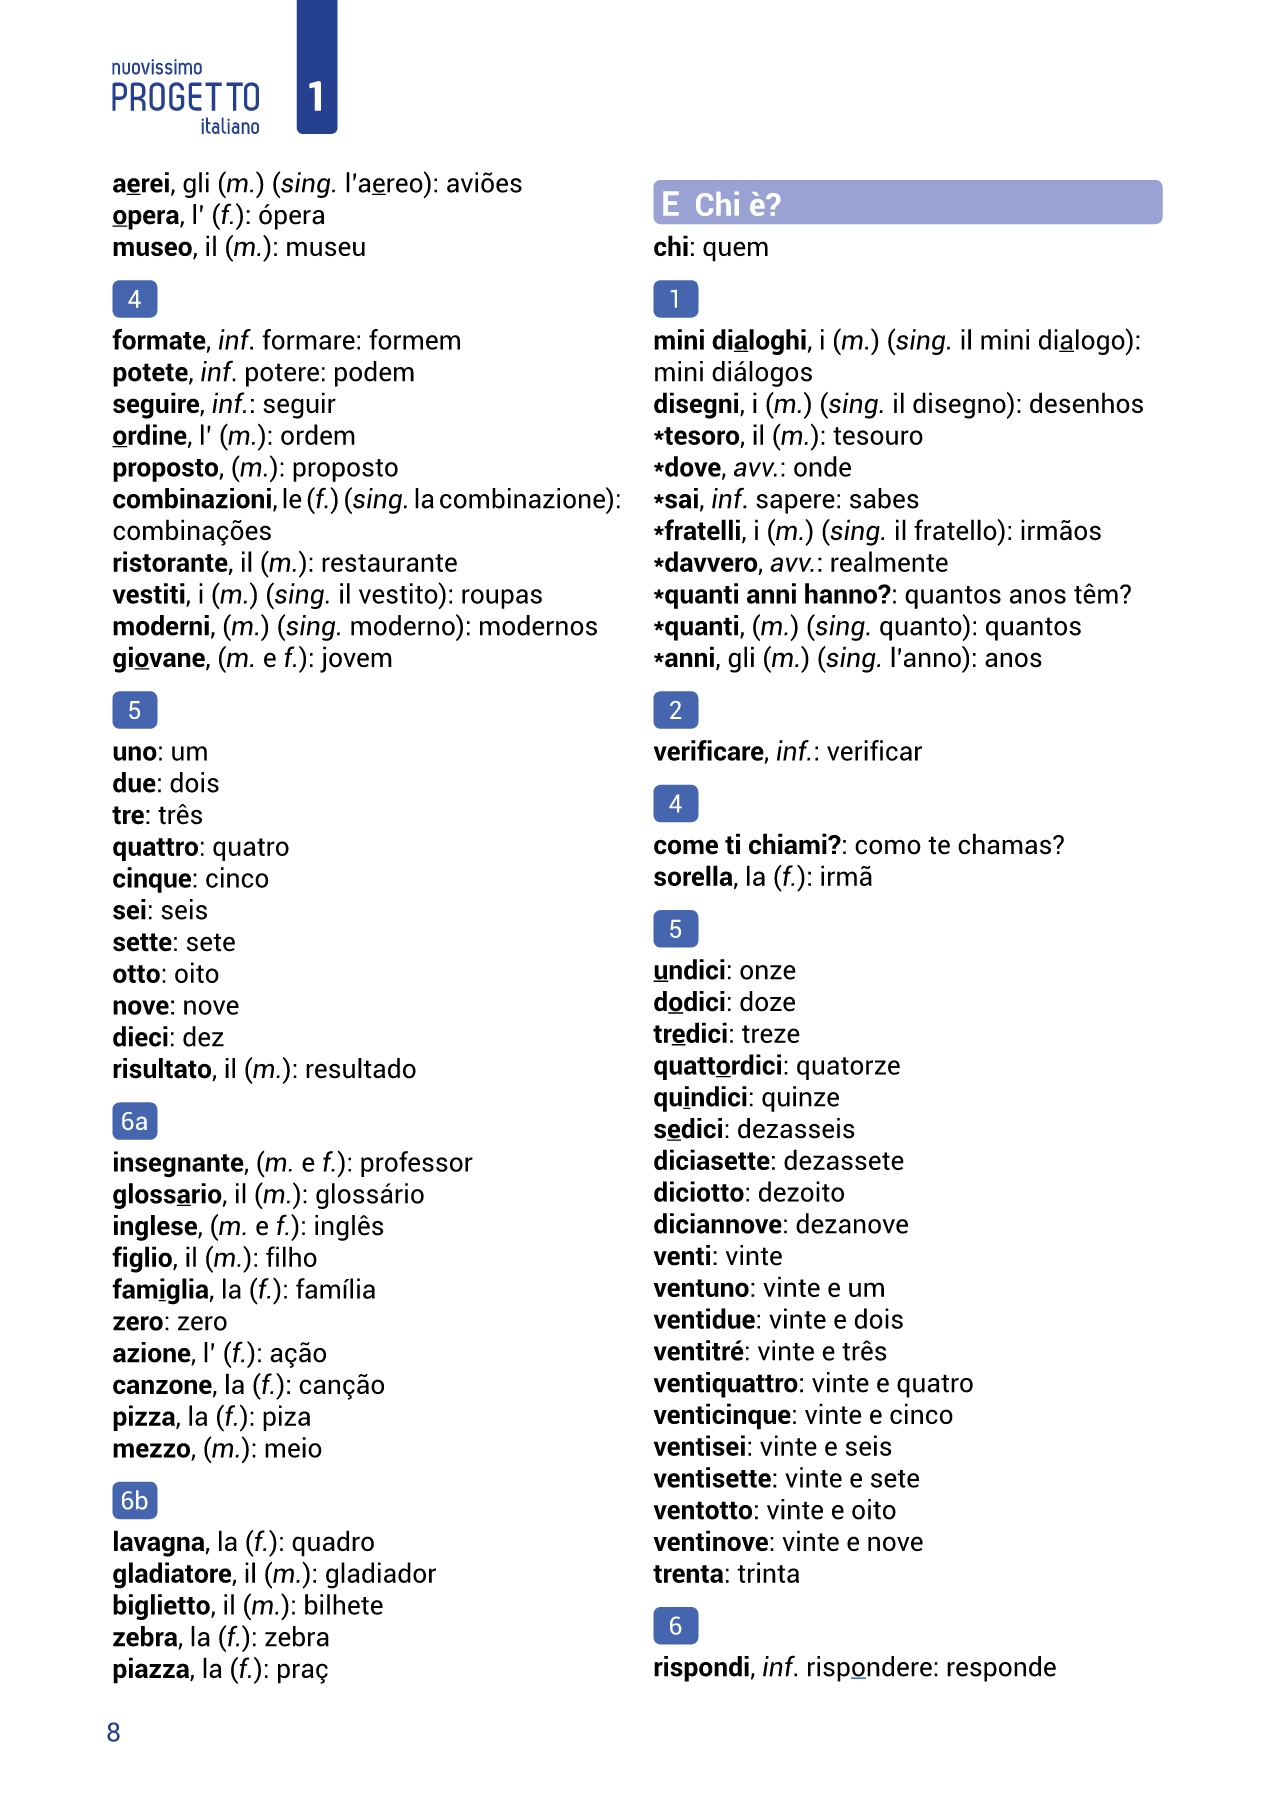 nuovissimo
PROGETTO
italiano
1
aerei, gli (m.) (sing. l'aereo): aviões
opera, l' (f.): ópera
museo, il (m.): museu
4
formate, inf. formare: formem
potete, inf. potere: podem
seguire, inf.: seguir
ordine, l' (m.): ordem
proposto, (m.): proposto
combinazioni, le (f.) (sing. la combinazione):
combinações
ristorante, il (m.): restaurante
vestiti, i (m.) (sing. il vestito): roupas
moderni, (m.) (sing. moderno): modernos
giovane, (m. e f.): jovem
5
uno: um
due: dois
tre: três
quattro: quatro
cinque: cinco
sei: seis
sette: sete
otto: oito
nove: nove
dieci: dez
risultato, il (m.): resultado
6a
insegnante, (m. e f.): professor
glossario, il (m.): glossário
inglese, (m. e f.): inglês
figlio, il (m.): filho
famiglia, la (f.): família
zero: zero
azione, l' (f.): ação
canzone, la (f.): canção
pizza, la (f.): piza
mezzo, (m.): meio
6b
lavagna, la (f.): quadro
gladiatore, il (m.): gladiador
biglietto, il (m.): bilhete
zebra, la (f.): zebra
piazza, la (f.): praç
E Chi è?
chi: quem
1
mini dialoghi, i (m.) (sing. il mini dialogo):
mini diálogos
disegni, i (m.) (sing. il disegno): desenhos
*tesoro, il (m.): tesouro
*dove, avv.: onde
*sai, inf. sapere: sabes
*fratelli, i (m.) (sing. il fratello): irmãos
*davvero, avv.: realmente
*quanti anni hanno?: quantos anos têm?
*quanti, (m.) (sing. quanto): quantos
*anni, gli (m.) (sing. l'anno): anos
2
verificare, inf.: verificar
4
come ti chiami?: como te chamas?
sorella, la (f.): irmã
5
undici: onze
dodici: doze
tredici: treze
quattordici: quatorze
quindici: quinze
sedici: dezasseis
diciasette: dezassete
diciotto: dezoito
diciannove: dezanove
venti: vinte
ventuno: vinte e um
ventidue: vinte e dois
ventitré: vinte e três
ventiquattro: vinte e quatro
venticinque: vinte e cinco
ventisei: vinte e seis
ventisette: vinte e sete
ventotto: vinte e oito
ventinove: vinte e nove
trenta: trinta
6
rispondi, inf. rispondere: responde
8